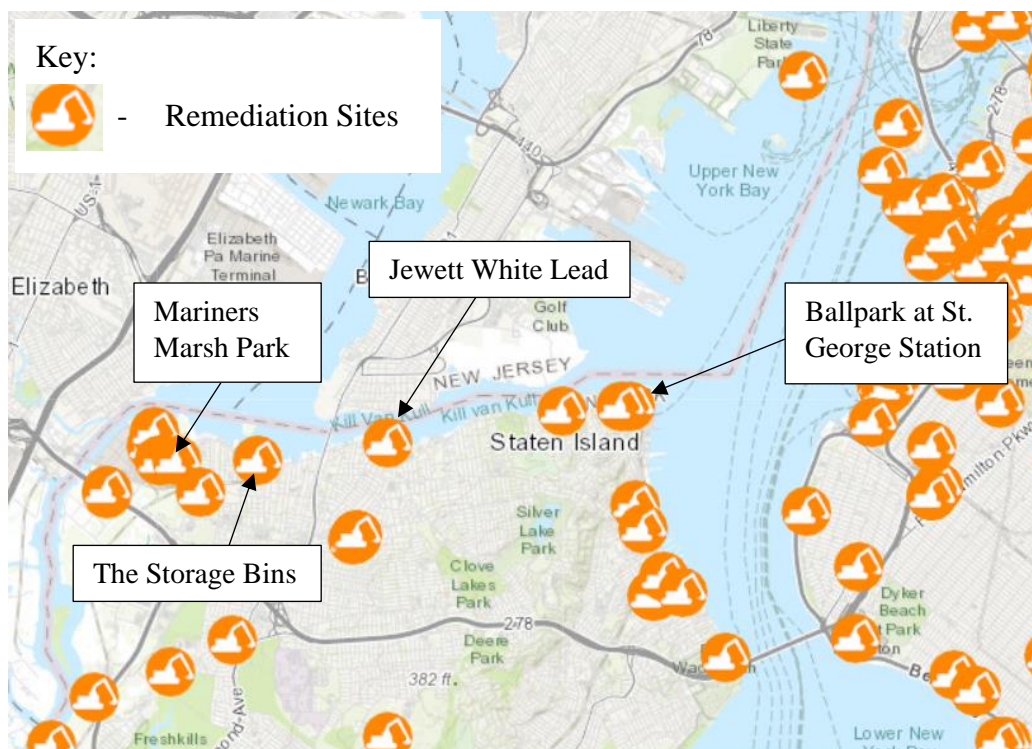 Key:
- Remediation Sites
Liberty
State
Park
78
278
440
US-1
Newark Bay
Upper New
York Bay
Elizabeth
Pa Marine
Terminal
Elizabeth
Jewett White Lead
Mariners
Marsh Park
Golf
Club
Ballpark at St.
George Station
NEW JERSEY
Kill Van Kull
Kill van Kull
Staten Island
Silver
Lake
Park
The Storage Bins
Clove
Lakes
Park
278
Deere
Park
382 ft.
Dyker
Beach
Park
Freshkills
Lower New